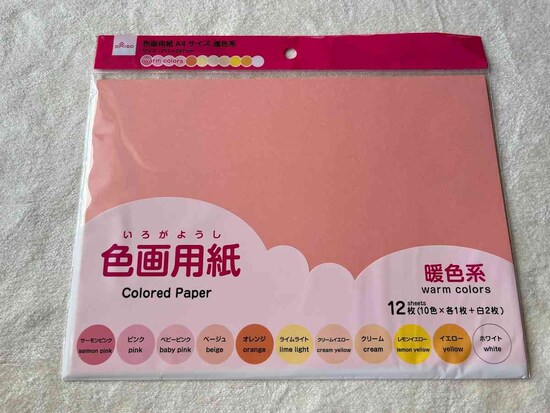 DAISO
色画用紙 A4サイズ 暖色系
warm colors
いろがようし
色画用紙
Colored Paper
暖色系
warm colors
sheets
12枚(10色×各1枚+白2枚)
サーモンピンク
salmon pink
ピンク
pink
ベビーピンク
baby pink
ベージュ
beige
オレンジ
orange
ライムライト
lime light
クリームイエロー
cream yellow
クリーム
cream
レモンイエロー
lemon yellow
イエロー
yellow
ホワイト
white